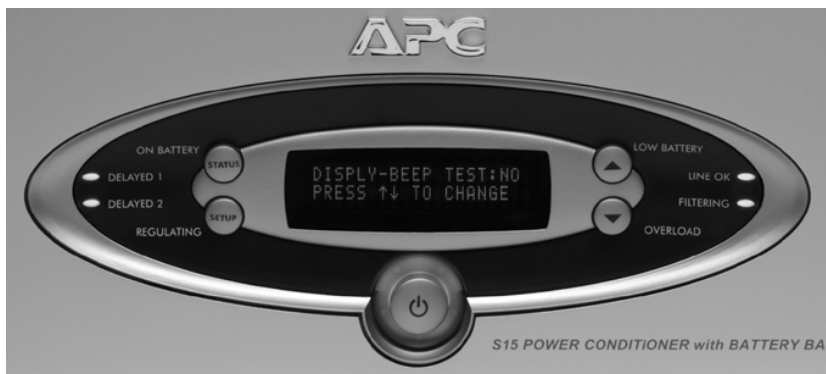 APC
ON BATTERY
STATUS
DELAYED 1
DELAYED 2
SETUP
REGULATING
DISPLY-BEEP TEST:NO
PRESS ↑↓ TO CHANGE
LOW BATTERY
LINE OK
FILTERING
OVERLOAD
S15 POWER CONDITIONER with BATTERY BA